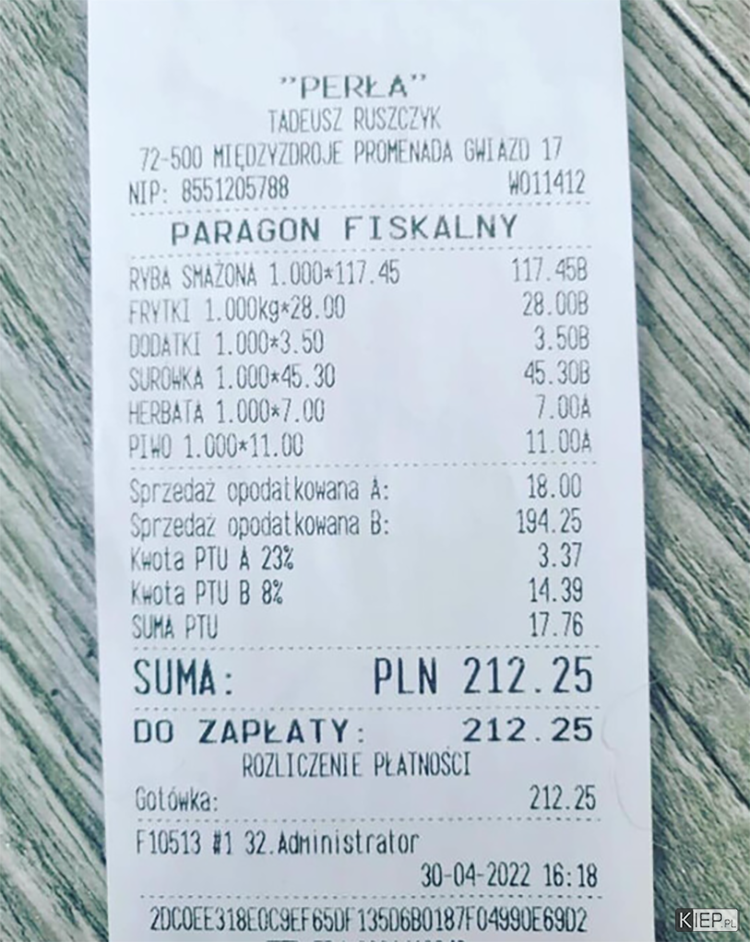 "PERŁA"
TADEUSZ RUSZCZYK
72-500 MIĘDZYZDROJE PROMENADA GWIAZD 17
NIP: 8551205788 W011412
PARAGON FISKALNY
RYBA SMAŻONA 1.000*117.45 117.45B
FRYTKI 1.000kg*28.00 28.00B
DODATKI 1.000*3.50 3.50B
SURÓWKA 1.000*45.30 45.30B
HERBATA 1.000*7.00 7.00A
PIWO 1.000*11.00 11.00A
Sprzedaż opodatkowana A: 18.00
Sprzedaż opodatkowana B: 194.25
Kwota PTU A 23% 3.37
Kwota PTU B 8% 14.39
SUMA PTU 17.76
SUMA: PLN 212.25
DO ZAPŁATY: 212.25
ROZLICZENIE PŁATNOŚCI
Gotówka: 212.25
F10513 #1 32.Administrator
30-04-2022 16:18
2DC0EE318E0C9EF65DF135D6B0187F04990E69D2
KIEP.PL